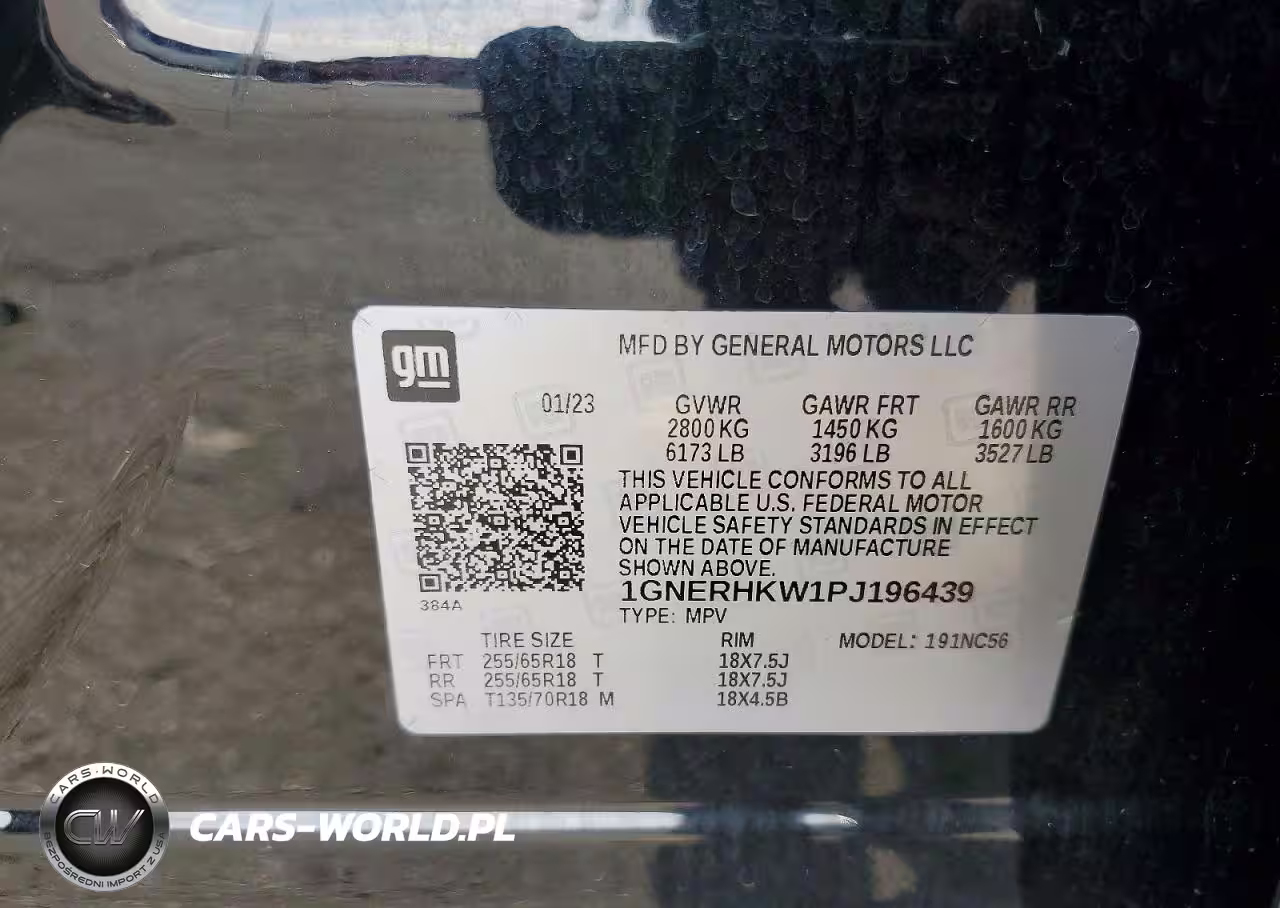 gm
MFD BY GENERAL MOTORS LLC
01/23 GVWR GAWR FRT GAWR RR
2800 KG 1450 KG 1600 KG
6173 LB 3196 LB 3527 LB
THIS VEHICLE CONFORMS TO ALL
APPLICABLE U.S. FEDERAL MOTOR
VEHICLE SAFETY STANDARDS IN EFFECT
ON THE DATE OF MANUFACTURE
SHOWN ABOVE.
1GNERHKW1PJ196439
384A
TYPE: MPV
TIRE SIZE RIM MODEL: 191NC56
FRT 255/65R18 T 18X7.5J
RR 255/65R18 T 18X7.5J
SPA T135/70R18 M 18X4.5B
CARS-WORLD
CW
BEZPOŚREDNI IMPORT Z USA
CARS-WORLD.PL